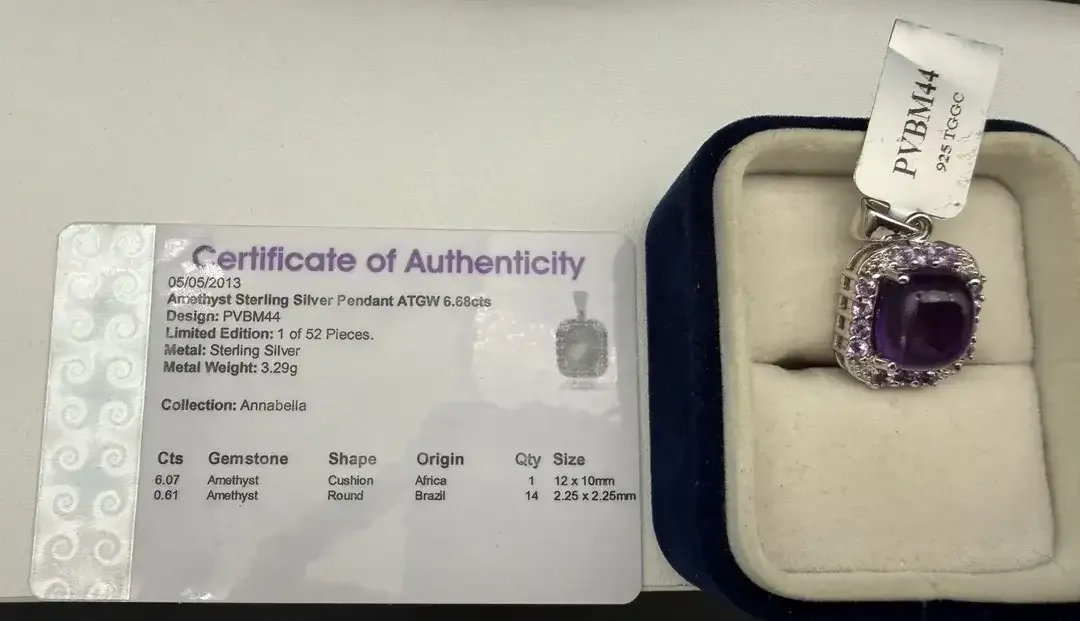 Certificate of Authenticity
05/05/2013
Amethyst Sterling Silver Pendant ATGW 6.68cts
Design: PVBM44
Limited Edition: 1 of 52 Pieces.
Metal: Sterling Silver
Metal Weight: 3.29g
Collection: Annabella
Cts Gemstone Shape Origin Qty Size
6.07 Amethyst Cushion Africa 1 12 x 10mm
0.61 Amethyst Round Brazil 14 2.25 x 2.25mm
PVBM44
925 TGGC